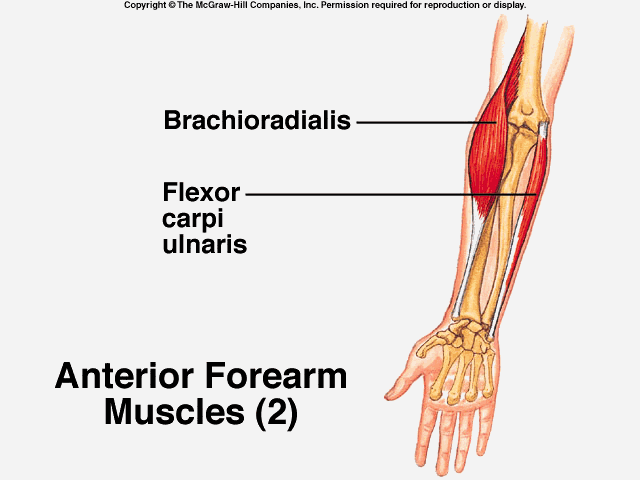 Copyright © The McGraw-Hill Companies, Inc. Permission required for reproduction or display.
Brachioradialis
Flexor
carpi
ulnaris
Anterior Forearm
Muscles (2)